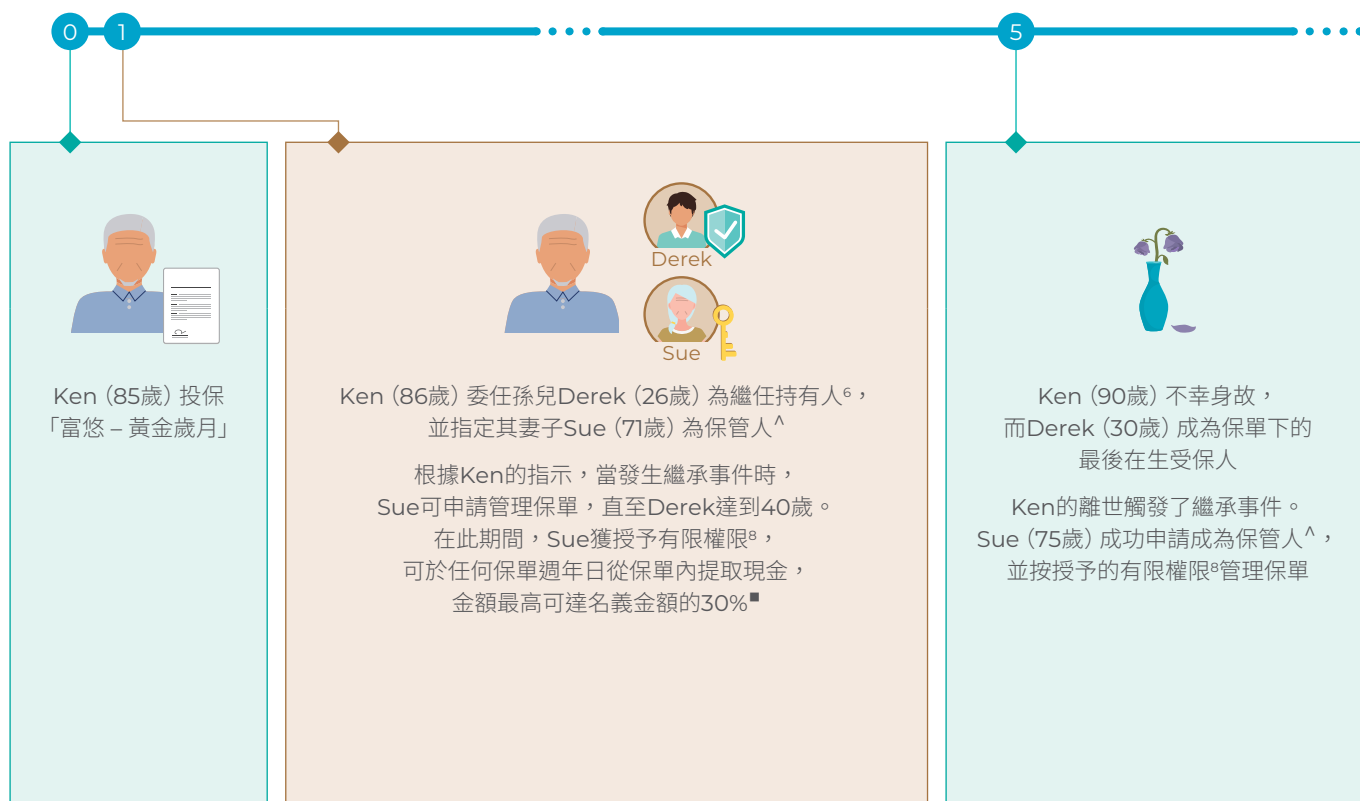 0
1
5
Derek
Sue
Ken（85歲）投保
「富悠 – 黃金歲月」
Ken（86歲）委任孫兒Derek（26歲）為繼任持有人⁶，
並指定其妻子Sue（71歲）為保管人^
根據Ken的指示，當發生繼承事件時，
Sue可申請管理保單，直至Derek達到40歲。
在此期間，Sue獲授予有限權限⁸，
可於任何保單週年日從保單內提取現金，
金額最高可達名義金額的30%■
Ken（90歲）不幸身故，
而Derek（30歲）成為保單下的
最後在生受保人
Ken的離世觸發了繼承事件。
Sue（75歲）成功申請成為保管人^，
並按授予的有限權限⁸管理保單